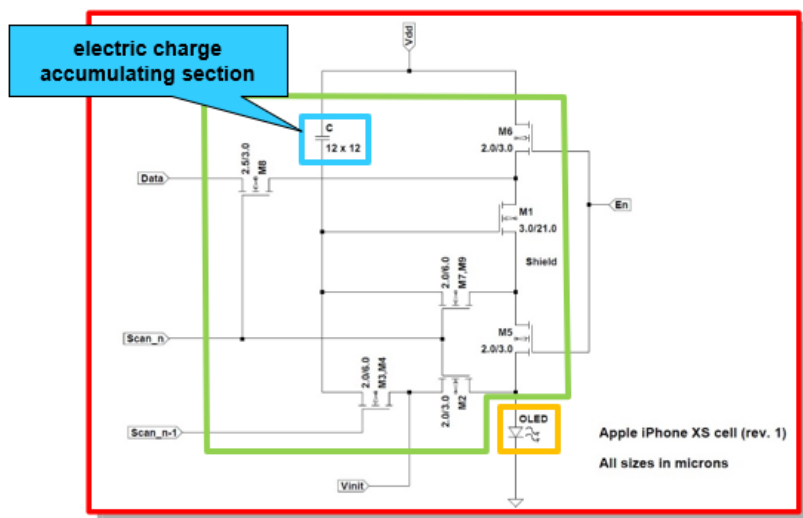 electric charge
accumulating section
Vdd
C
12 x 12
M6
2.0/3.0
2.5/3.0
M8
Data
M1
3.0/21.0
En
Shield
2.0/6.0
M7,M9
Scan_n
M5
2.0/3.0
2.0/6.0
M3,M4
2.0/3.0
M2
OLED
Scan_n-1
Apple iPhone XS cell (rev. 1)
All sizes in microns
Vinit